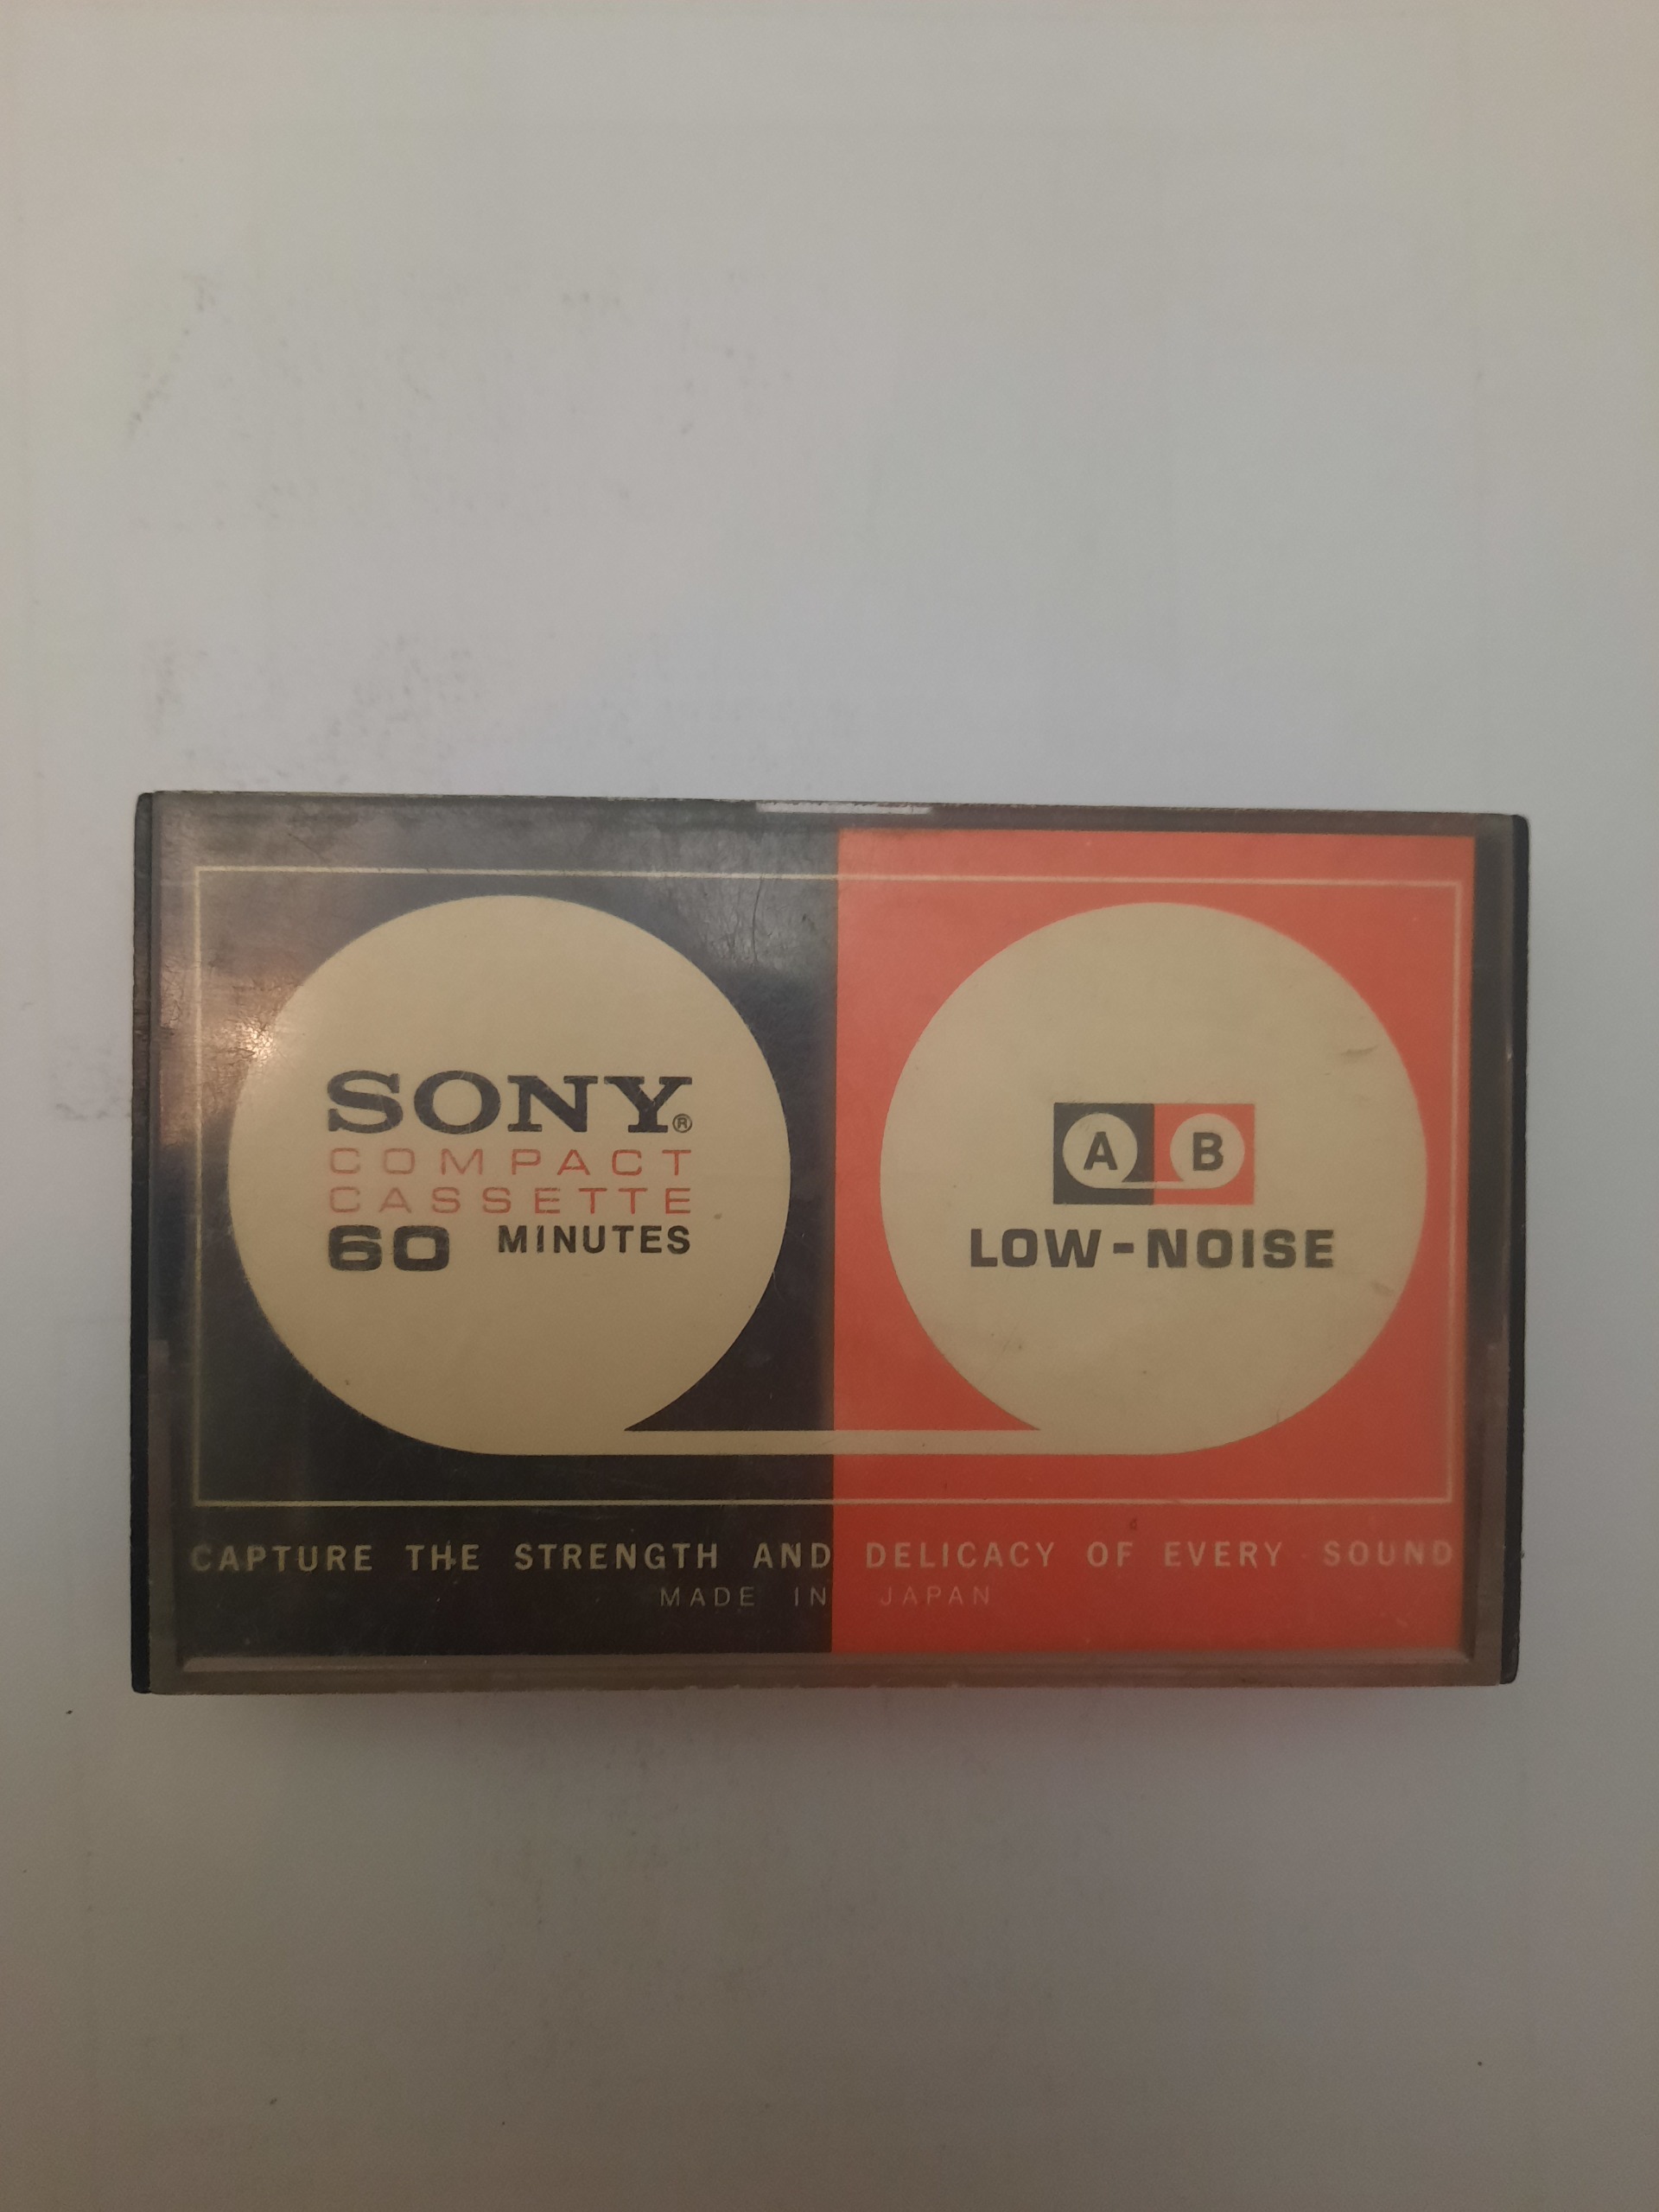 SONY®
COMPACT
CASSETTE
60 MINUTES
A B
LOW-NOISE
CAPTURE THE STRENGTH AND DELICACY OF EVERY SOUND
MADE IN JAPAN